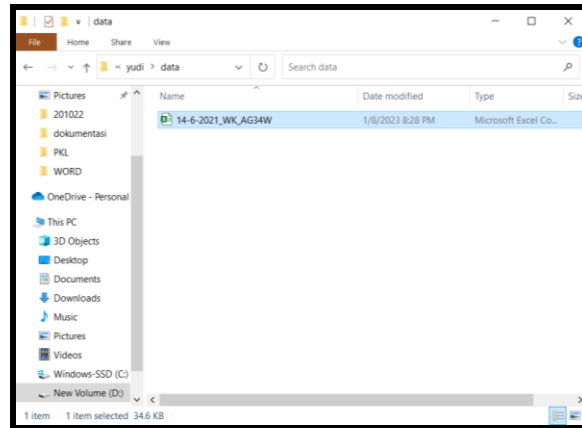 data
File Home Share View
« yudi > data
Search data
Name Date modified Type Size
14-6-2021_WK_AG34W 1/8/2023 8:28 PM Microsoft Excel Co...
Pictures
201022
dokumentasi
PKL
WORD
OneDrive - Personal
This PC
3D Objects
Desktop
Documents
Downloads
Music
Pictures
Videos
Windows-SSD (C:)
New Volume (D:)
1 item 1 item selected 34.6 KB